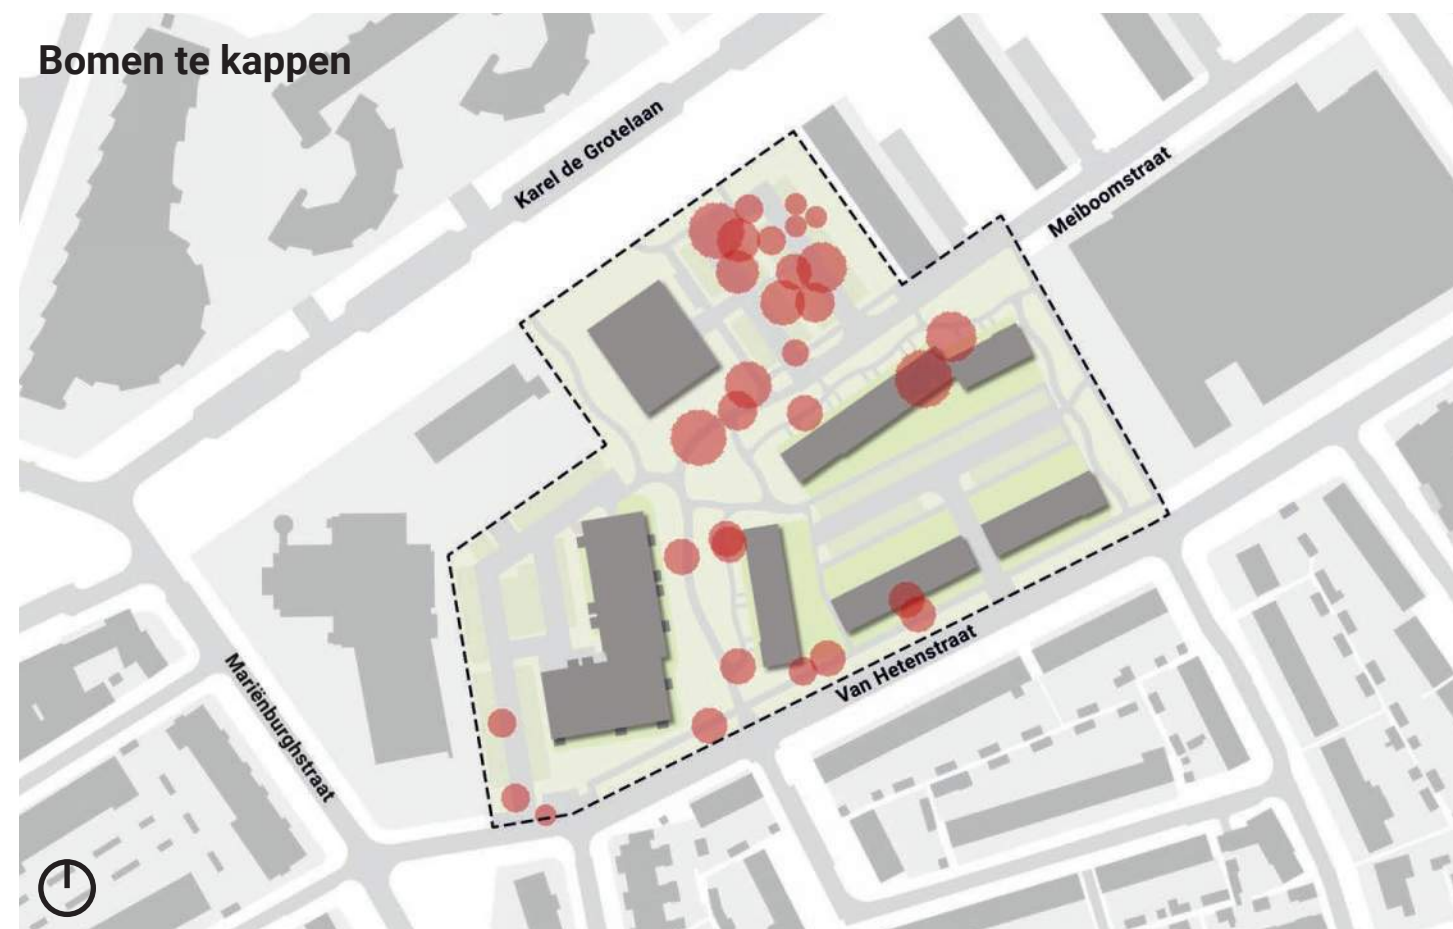 Bomen te kappen
Karel de Grotelaan
Meiboomstraat
Van Hetenstraat
Mariënburghstraat